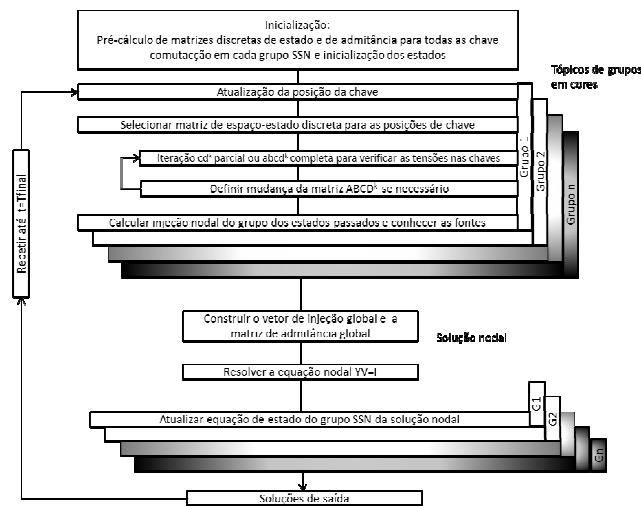 Inicialização:
Pré-cálculo de matrizes discretas de estado e de admitância para todas as chave
comutacção em cada grupo SSN e inicialização dos estados
Tópicos de grupos
em cores
Atualização da posição da chave
Selecionar matriz de espaço-estado discreta para as posições de chave
Iteração cdᵏ parcial ou abcdᵏ completa para verificar as tensões nas chaves
Definir mudança da matriz ABCDᵏ se necessário
Calcular injeção nodal do grupo dos estados passados e conhecer as fontes
Grupo 1
Grupo 2
Grupo n
Repetir até t=Tfinal
Construir o vetor de injeção global e a
matriz de admitância global
Solução nodal
Resolver a equação nodal YV=I
Atualizar equação de estado do grupo SSN da solução nodal
G1
G2
Gn
Soluções de saída